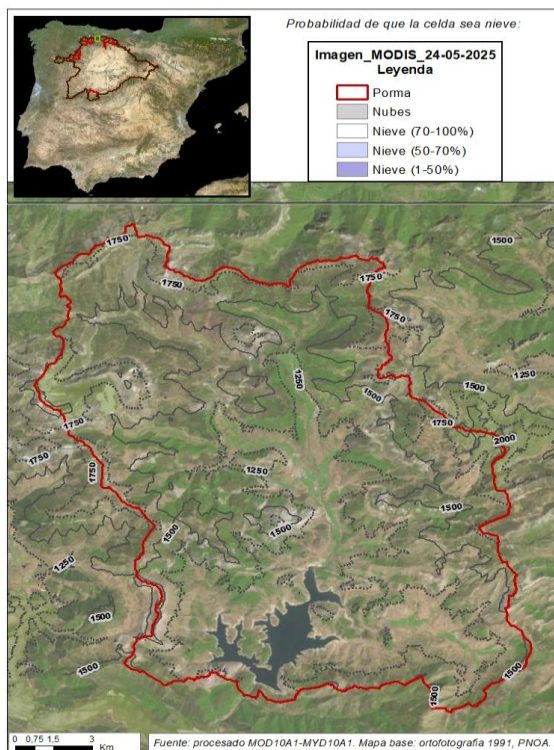 Probabilidad de que la celda sea nieve:
Imagen_MODIS_24-05-2025
Leyenda
Porma
Nubes
Nieve (70-100%)
Nieve (50-70%)
Nieve (1-50%)
1750
1500
1750
1750
1750
1250
1500
1250
1500
1750
1750
2000
1750
1750
1250
1500
1500
1500
1250
1500
1500
1500
1500
0 0,75 1,5 3
Km
Fuente: procesado MOD10A1-MYD10A1. Mapa base: ortofotografia 1991, PNOA